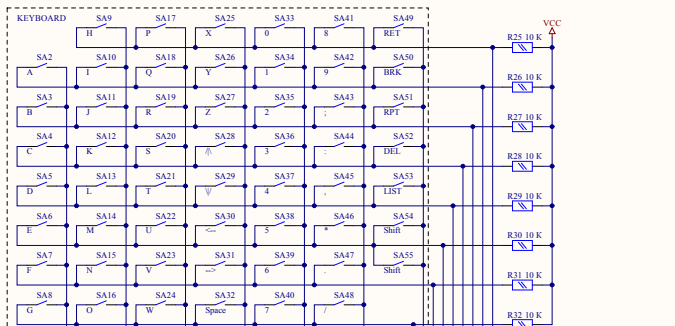 KEYBOARD SA9 SA17 SA25 SA33 SA41 SA49
VCC
H P X 0 8 RET
R25 10 K
SA2 SA10 SA18 SA26 SA34 SA42 SA50
A I Q Y 1 9 BRK
R26 10 K
SA3 SA11 SA19 SA27 SA35 SA43 SA51
B J R Z 2 ; RPT
R27 10 K
SA4 SA12 SA20 SA28 SA36 SA44 SA52
C K S /|\ 3 : DEL
R28 10 K
SA5 SA13 SA21 SA29 SA37 SA45 SA53
D L T \|/ 4 , LIST
R29 10 K
SA6 SA14 SA22 SA30 SA38 SA46 SA54
E M U <-- 5 * Shift
R30 10 K
SA7 SA15 SA23 SA31 SA39 SA47 SA55
F N V --> 6 . Shift
R31 10 K
SA8 SA16 SA24 SA32 SA40 SA48
G O W Space 7 /
R32 10 K